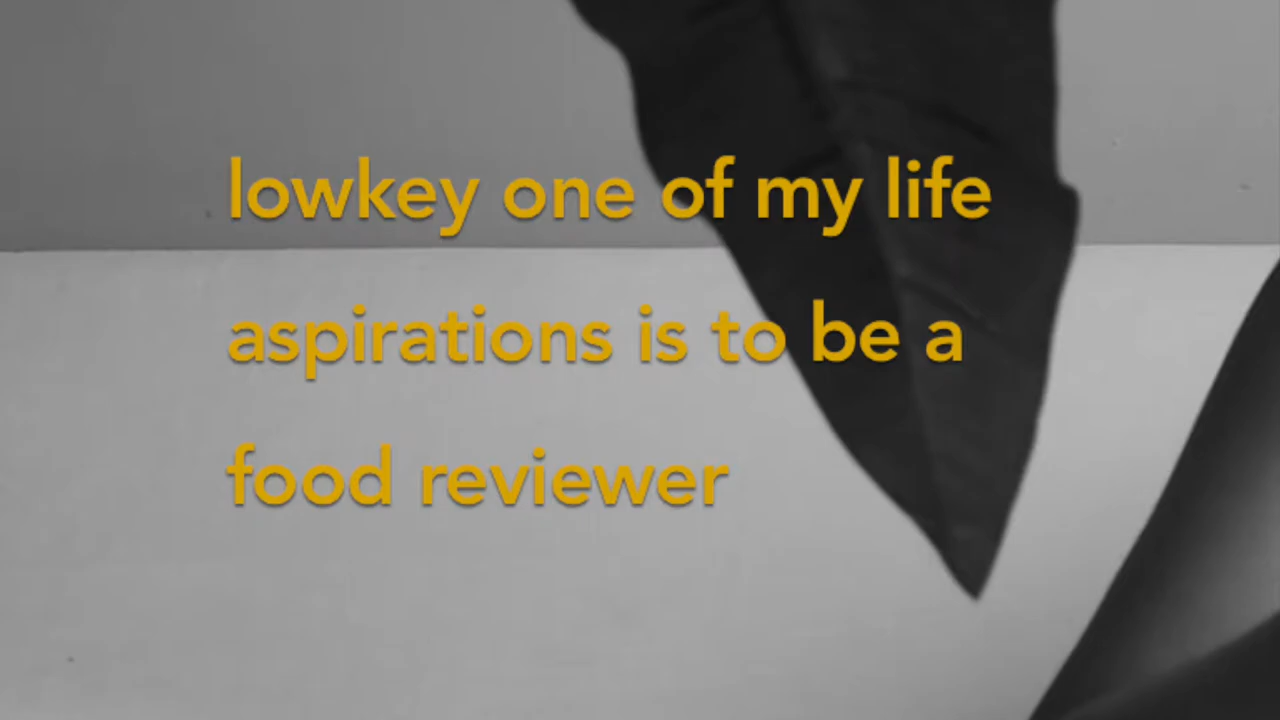 lowkey one of my life
aspirations is to be a
food reviewer